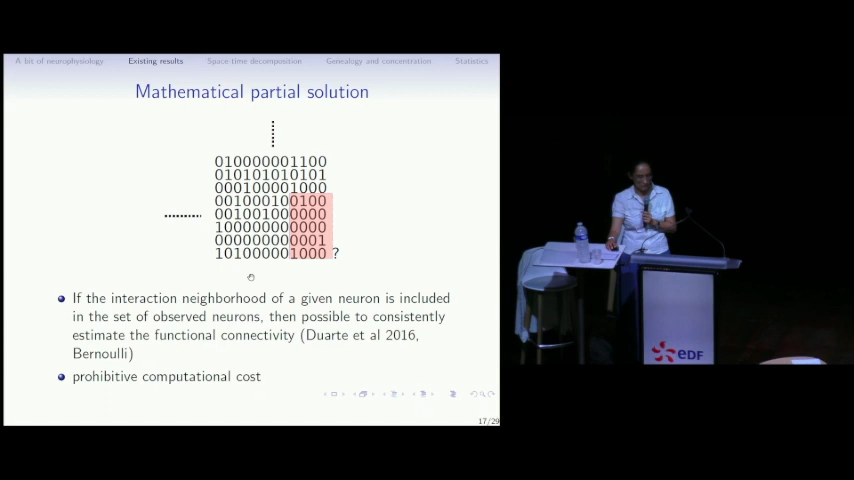 A bit of neurophysiology Existing results Space-time decomposition Genealogy and concentration Statistics
Mathematical partial solution
010000001100
010101010101
000100001000
001000100100
001001000000
100000000000
000000000001
101000001000 ?
If the interaction neighborhood of a given neuron is included
in the set of observed neurons, then possible to consistently
estimate the functional connectivity (Duarte et al 2016,
Bernoulli)
prohibitive computational cost
17/29
eDF